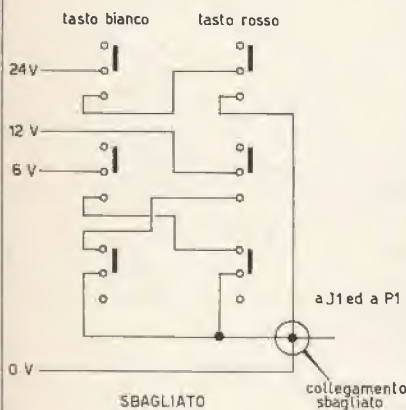 tasto bianco tasto rosso
24 V
12 V
6 V
a J1 ed a P1
0 V
SBAGLIATO
collegamento
sbagliato